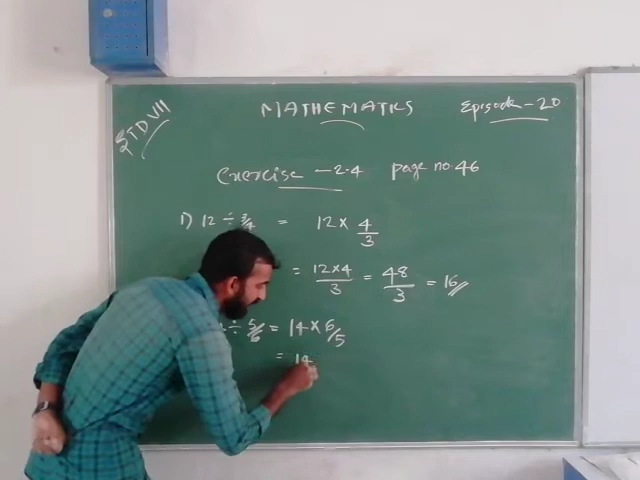 STD VII
MATHEMATICS Episode - 20
Exercise - 2.4 page no 46
1) 12 ÷ 3/4 = 12 × 4/3
= 12×4/3 = 48/3 = 16//
÷ 5/6 = 14 × 6/5
= 14